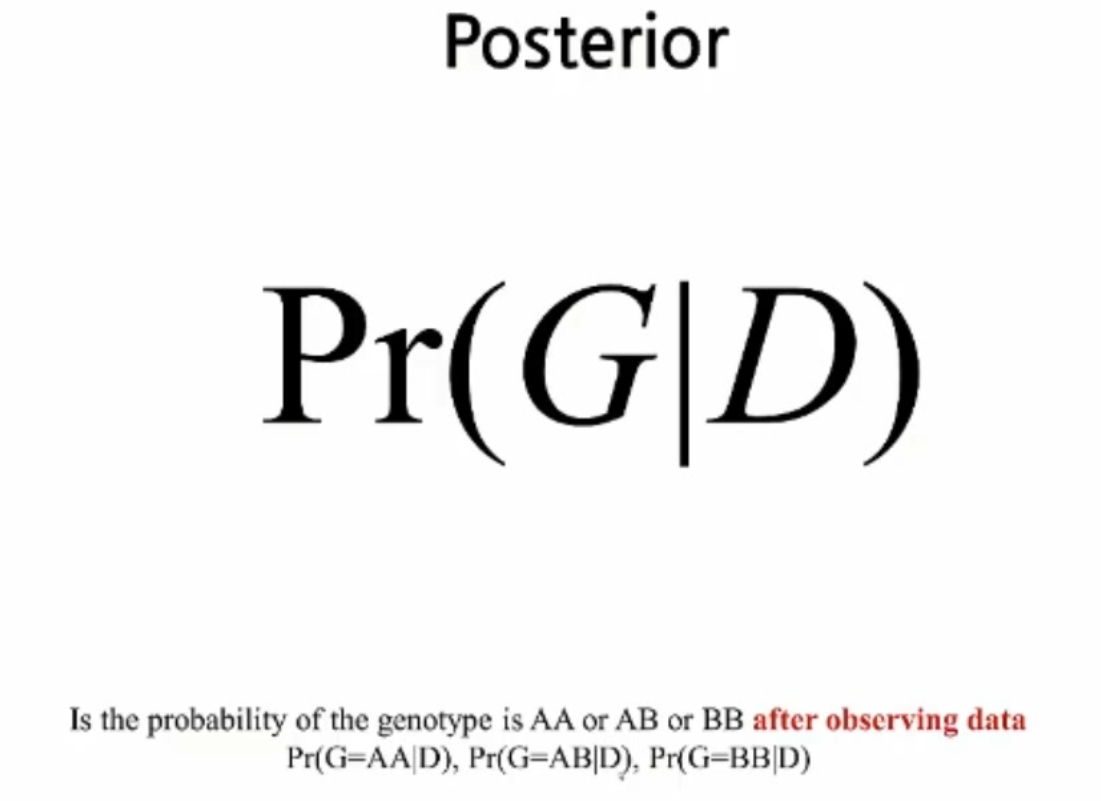 Posterior
Pr(G|D)
Is the probability of the genotype is AA or AB or BB after observing data
Pr(G=AA|D), Pr(G=AB|D), Pr(G=BB|D)